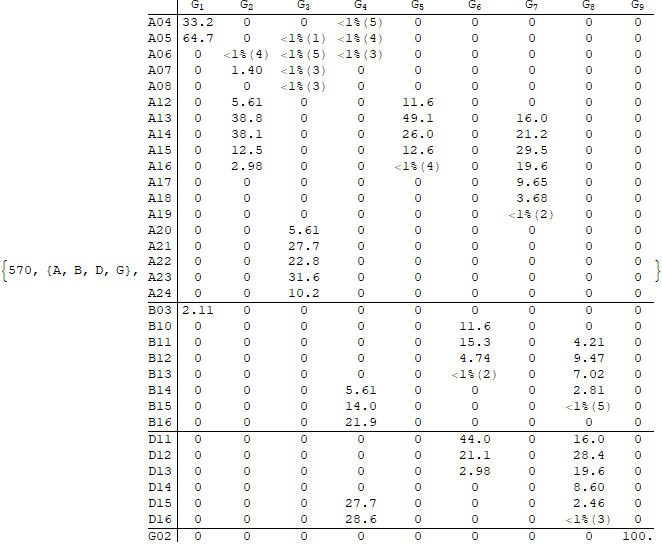 G₁ G₂ G₃ G₄ G₅ G₆ G₇ G₈ G₉
A04 33.2 0 0 <1%(5) 0 0 0 0 0
A05 64.7 0 <1%(1) <1%(4) 0 0 0 0 0
A06 0 <1%(4) <1%(5) <1%(3) 0 0 0 0 0
A07 0 1.40 <1%(3) 0 0 0 0 0 0
A08 0 0 <1%(3) 0 0 0 0 0 0
A12 0 5.61 0 0 11.6 0 0 0 0
A13 0 38.8 0 0 49.1 0 16.0 0 0
A14 0 38.1 0 0 26.0 0 21.2 0 0
A15 0 12.5 0 0 12.6 0 29.5 0 0
A16 0 2.98 0 0 <1%(4) 0 19.6 0 0
A17 0 0 0 0 0 0 9.65 0 0
A18 0 0 0 0 0 0 3.68 0 0
A19 0 0 0 0 0 0 <1%(2) 0 0
A20 0 0 5.61 0 0 0 0 0 0
A21 0 0 27.7 0 0 0 0 0 0
A22 0 0 22.8 0 0 0 0 0 0
{570, {A, B, D, G}, }
A23 0 0 31.6 0 0 0 0 0 0
A24 0 0 10.2 0 0 0 0 0 0
B03 2.11 0 0 0 0 0 0 0 0
B10 0 0 0 0 0 11.6 0 0 0
B11 0 0 0 0 0 15.3 0 4.21 0
B12 0 0 0 0 0 4.74 0 9.47 0
B13 0 0 0 0 0 <1%(2) 0 7.02 0
B14 0 0 0 5.61 0 0 0 2.81 0
B15 0 0 0 14.0 0 0 0 <1%(5) 0
B16 0 0 0 21.9 0 0 0 0 0
D11 0 0 0 0 0 44.0 0 16.0 0
D12 0 0 0 0 0 21.1 0 28.4 0
D13 0 0 0 0 0 2.98 0 19.6 0
D14 0 0 0 0 0 0 0 8.60 0
D15 0 0 0 27.7 0 0 0 2.46 0
D16 0 0 0 28.6 0 0 0 <1%(3) 0
G02 0 0 0 0 0 0 0 0 100.